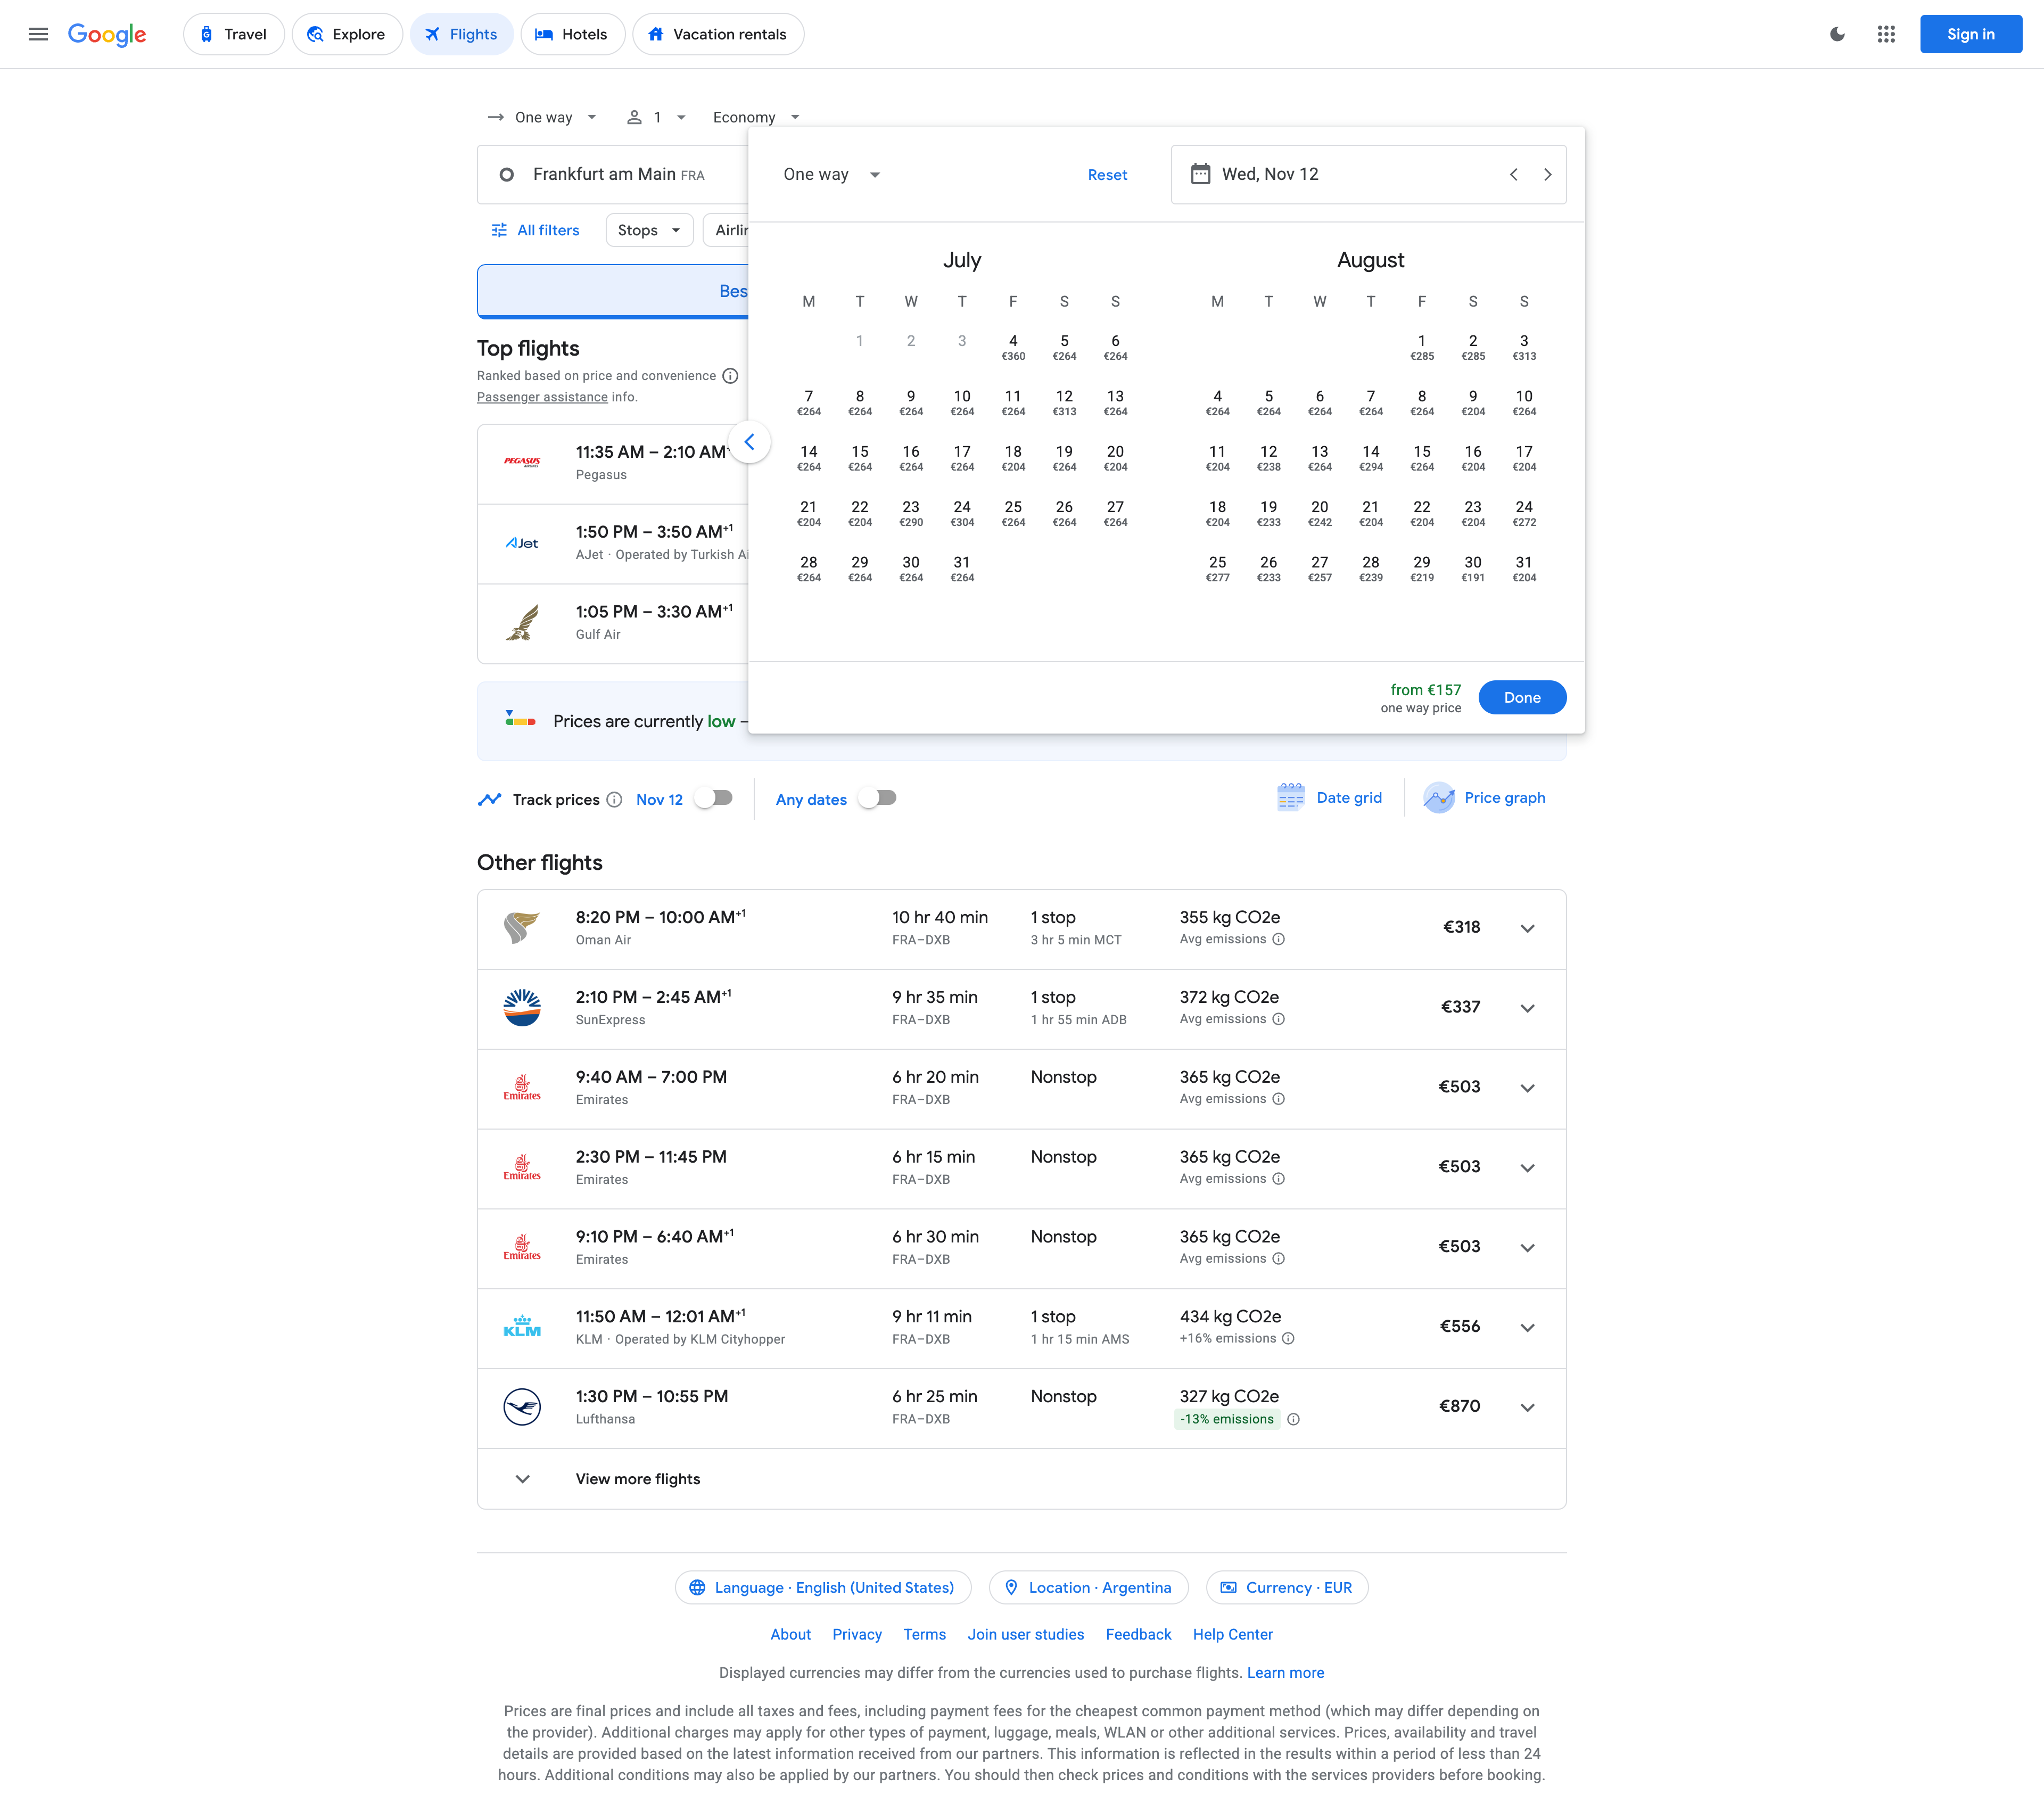 Google
Travel
Explore
Flights
Hotels
Vacation rentals
Sign in
One way
1
Economy
Frankfurt am Main FRA
All filters
Stops
Airlin
Bes
Top flights
Ranked based on price and convenience
Passenger assistance info.
PEGASUS
11:35 AM – 2:10 AM
Pegasus
AJet
1:50 PM – 3:50 AM+1
AJet · Operated by Turkish Ai
1:05 PM – 3:30 AM+1
Gulf Air
Prices are currently low –
One way
Reset
Wed, Nov 12
July
M T W T F S S
1 2 3 4 5 6
€360 €264 €264
7 8 9 10 11 12 13
€264 €264 €264 €264 €264 €313 €264
14 15 16 17 18 19 20
€264 €264 €264 €264 €204 €264 €204
21 22 23 24 25 26 27
€204 €204 €290 €304 €264 €264 €264
28 29 30 31
€264 €264 €264 €264
August
M T W T F S S
1 2 3
€285 €285 €313
4 5 6 7 8 9 10
€264 €264 €264 €264 €264 €204 €264
11 12 13 14 15 16 17
€204 €238 €264 €294 €264 €204 €204
18 19 20 21 22 23 24
€204 €233 €242 €204 €204 €204 €272
25 26 27 28 29 30 31
€277 €233 €257 €239 €219 €191 €204
from €157
one way price
Done
Track prices
Nov 12
Any dates
Date grid
Price graph
Other flights
8:20 PM – 10:00 AM+1 10 hr 40 min 1 stop 355 kg CO2e €318
Oman Air FRA–DXB 3 hr 5 min MCT Avg emissions
2:10 PM – 2:45 AM+1 9 hr 35 min 1 stop 372 kg CO2e €337
SunExpress FRA–DXB 1 hr 55 min ADB Avg emissions
Emirates
9:40 AM – 7:00 PM 6 hr 20 min Nonstop 365 kg CO2e €503
Emirates FRA–DXB Avg emissions
Emirates
2:30 PM – 11:45 PM 6 hr 15 min Nonstop 365 kg CO2e €503
Emirates FRA–DXB Avg emissions
Emirates
9:10 PM – 6:40 AM+1 6 hr 30 min Nonstop 365 kg CO2e €503
Emirates FRA–DXB Avg emissions
KLM
11:50 AM – 12:01 AM+1 9 hr 11 min 1 stop 434 kg CO2e €556
KLM · Operated by KLM Cityhopper FRA–DXB 1 hr 15 min AMS +16% emissions
1:30 PM – 10:55 PM 6 hr 25 min Nonstop 327 kg CO2e €870
Lufthansa FRA–DXB -13% emissions
View more flights
Language · English (United States)
Location · Argentina
Currency · EUR
About Privacy Terms Join user studies Feedback Help Center
Displayed currencies may differ from the currencies used to purchase flights. Learn more
Prices are final prices and include all taxes and fees, including payment fees for the cheapest common payment method (which may differ depending on
the provider). Additional charges may apply for other types of payment, luggage, meals, WLAN or other additional services. Prices, availability and travel
details are provided based on the latest information received from our partners. This information is reflected in the results within a period of less than 24
hours. Additional conditions may also be applied by our partners. You should then check prices and conditions with the services providers before booking.